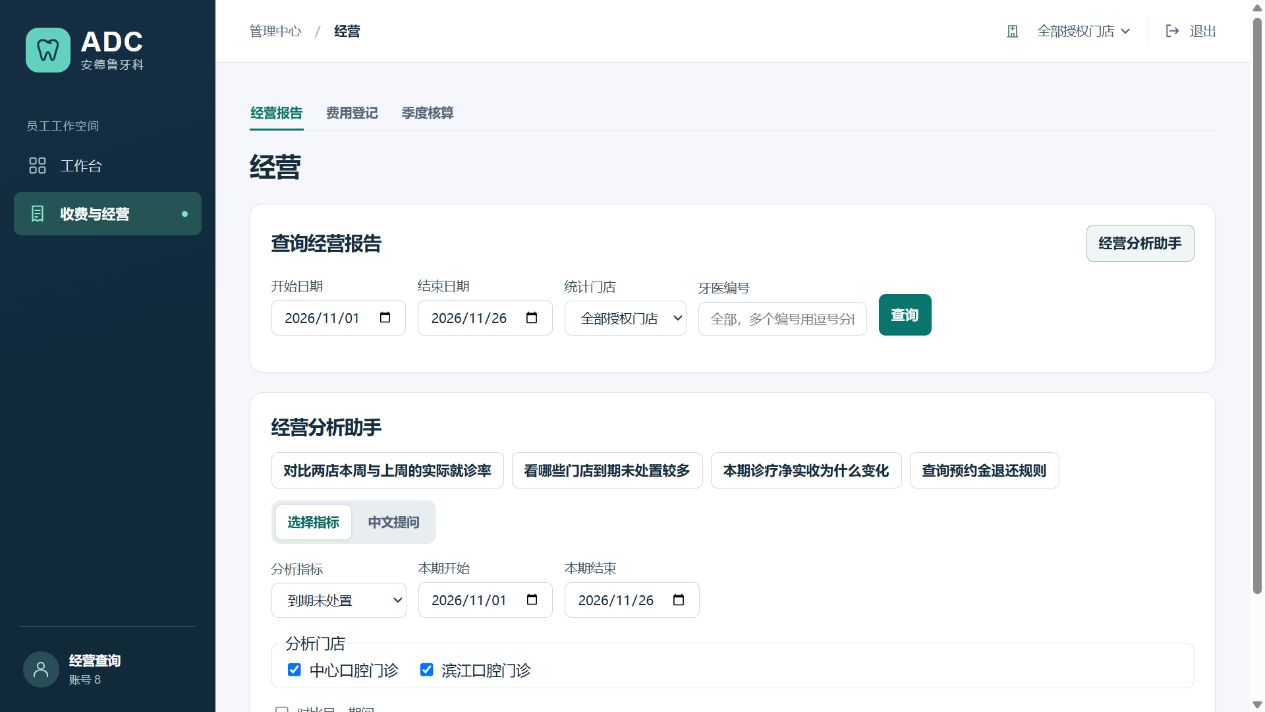 ADC
安德鲁牙科
员工工作空间
工作台
收费与经营
经营查询
账号 8
管理中心 / 经营
全部授权门店
退出
经营报告 费用登记 季度核算
经营
查询经营报告
经营分析助手
开始日期 结束日期 统计门店 牙医编号
2026/11/01 2026/11/26 全部授权门店 全部，多个编号用逗号分
查询
经营分析助手
对比两店本周与上周的实际就诊率 看哪些门店到期未处置较多 本期诊疗净实收为什么变化 查询预约金退还规则
选择指标 中文提问
分析指标 本期开始 本期结束
到期未处置 2026/11/01 2026/11/26
分析门店
中心口腔门诊 滨江口腔门诊